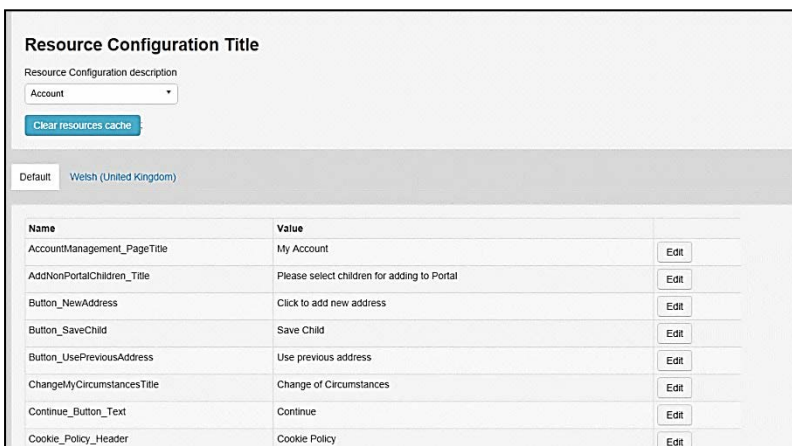 Resource Configuration Title
Resource Configuration description
Account
Clear resources cache
Default Welsh (United Kingdom)
Name Value
AccountManagement_PageTitle My Account Edit
AddNonPortalChildren_Title Please select children for adding to Portal Edit
Button_NewAddress Click to add new address Edit
Button_SaveChild Save Child Edit
Button_UsePreviousAddress Use previous address Edit
ChangeMyCircumstancesTitle Change of Circumstances Edit
Continue_Button_Text Continue Edit
Cookie_Policy_Header Cookie Policy Edit